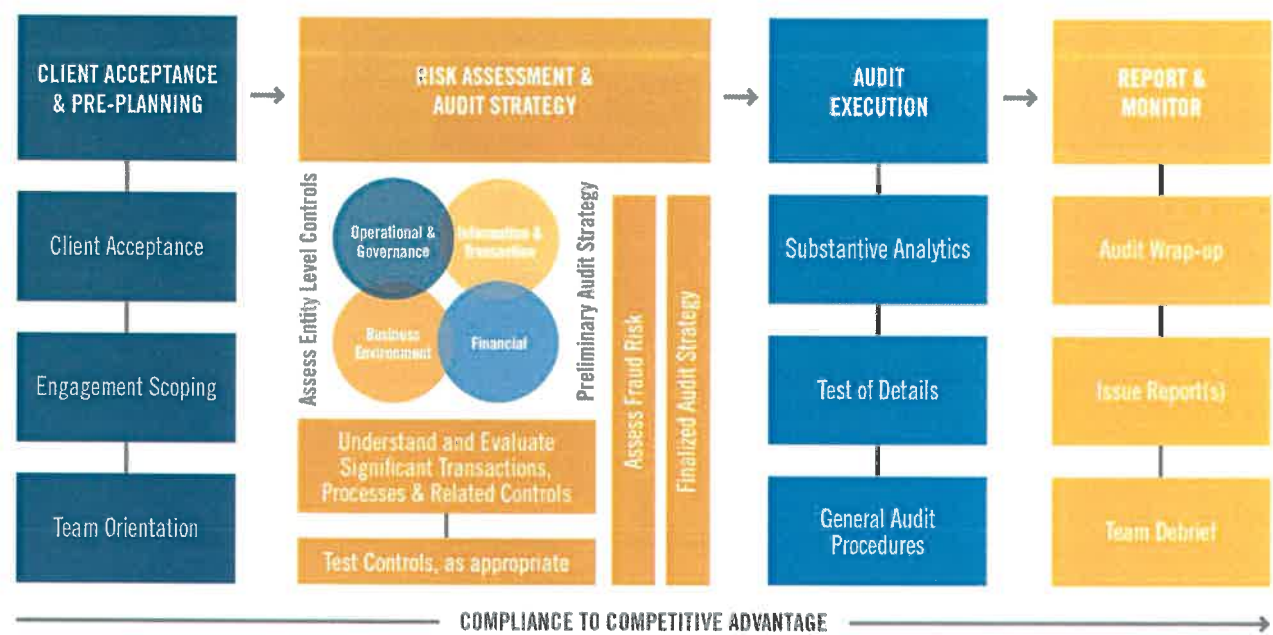 CLIENT ACCEPTANCE
& PRE-PLANNING
RISK ASSESSMENT &
AUDIT STRATEGY
AUDIT
EXECUTION
REPORT &
MONITOR
Client Acceptance
Engagement Scoping
Team Orientation
Assess Entity Level Controls
Operational &
Governance
Information &
Transaction
Business
Environment
Financial
Preliminary Audit Strategy
Understand and Evaluate
Significant Transactions,
Processes & Related Controls
Test Controls, as appropriate
Assess Fraud Risk
Finalized Audit Strategy
Substantive Analytics
Test of Details
General Audit
Procedures
Audit Wrap-up
Issue Report(s)
Team Debrief
COMPLIANCE TO COMPETITIVE ADVANTAGE